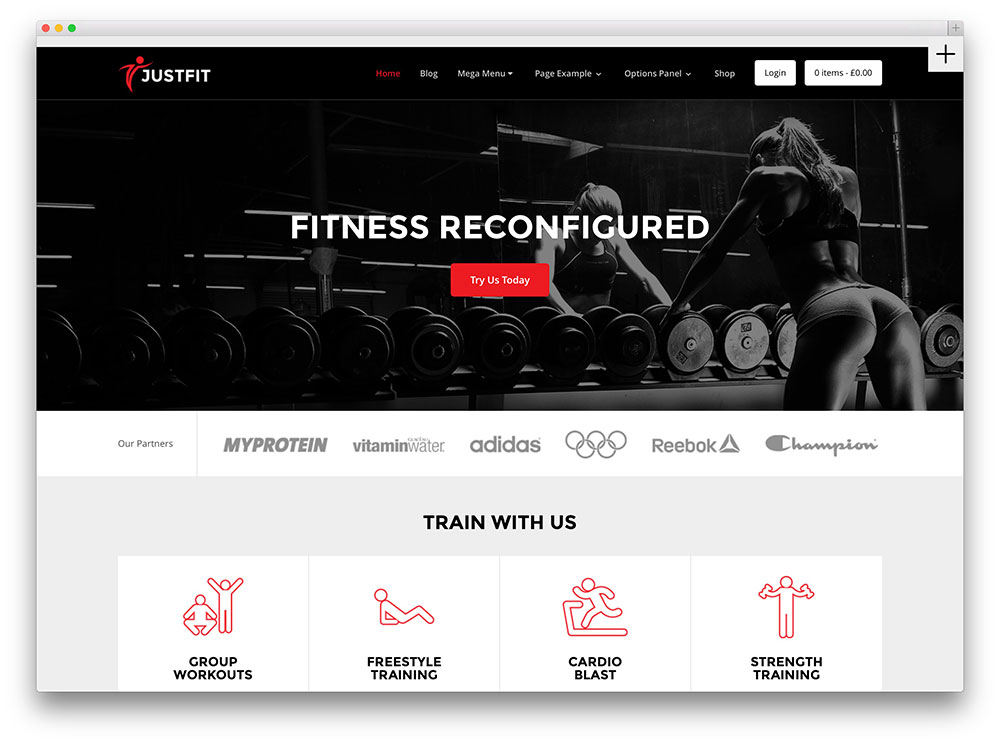 JUSTFIT
Home Blog Mega Menu Page Example Options Panel Shop Login 0 items - £0.00
FITNESS RECONFIGURED
Try Us Today
Our Partners
MYPROTEIN
vitaminwater
adidas
Reebok
Champion
TRAIN WITH US
GROUP
WORKOUTS
FREESTYLE
TRAINING
CARDIO
BLAST
STRENGTH
TRAINING